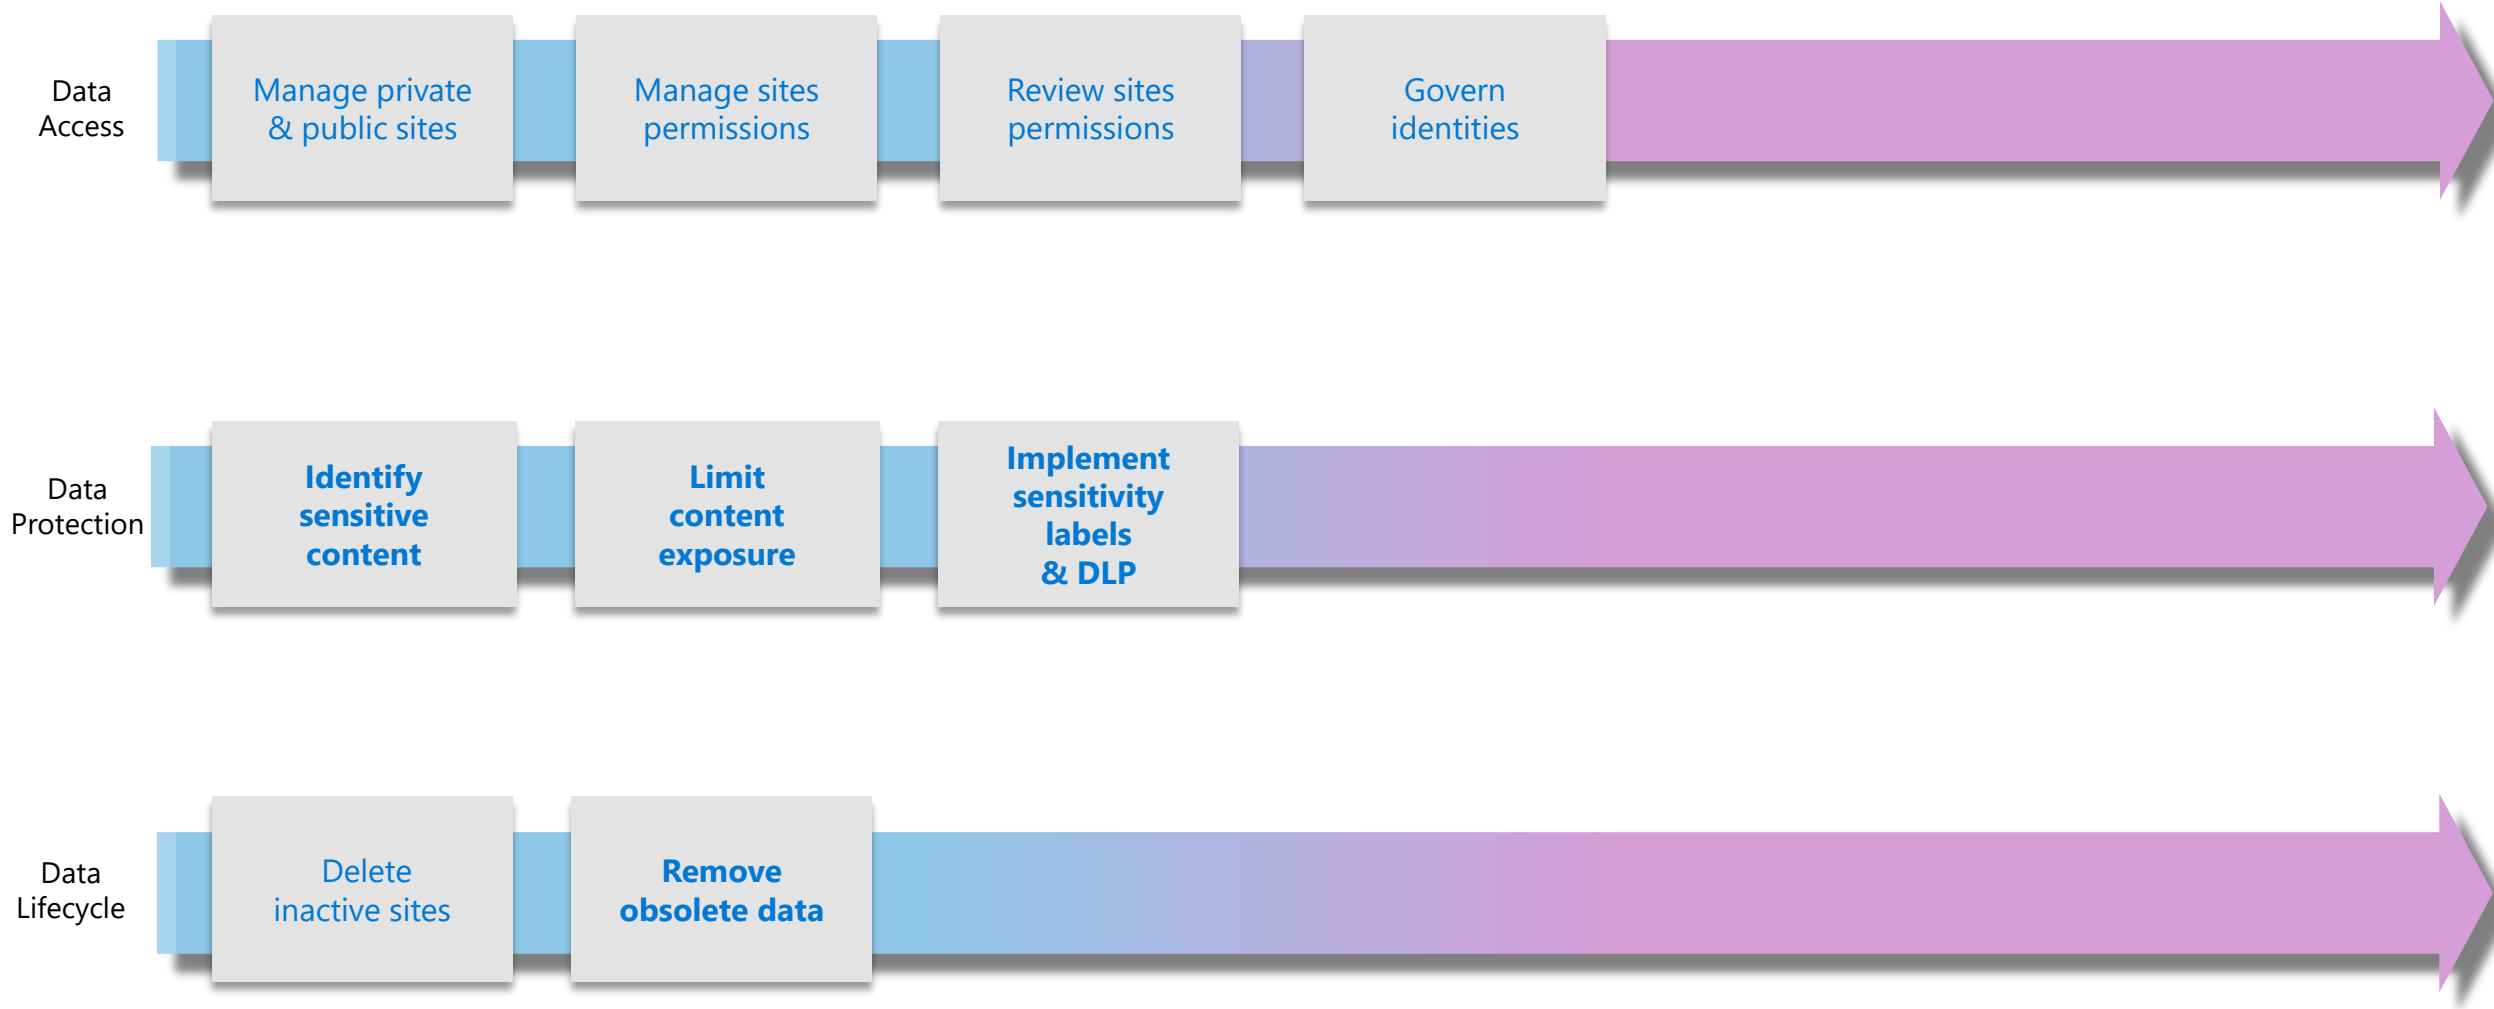 Data
Access
Manage private
& public sites
Manage sites
permissions
Review sites
permissions
Govern
identities
Data
Protection
Identify
sensitive
content
Limit
content
exposure
Implement
sensitivity
labels
& DLP
Data
Lifecycle
Delete
inactive sites
Remove
obsolete data